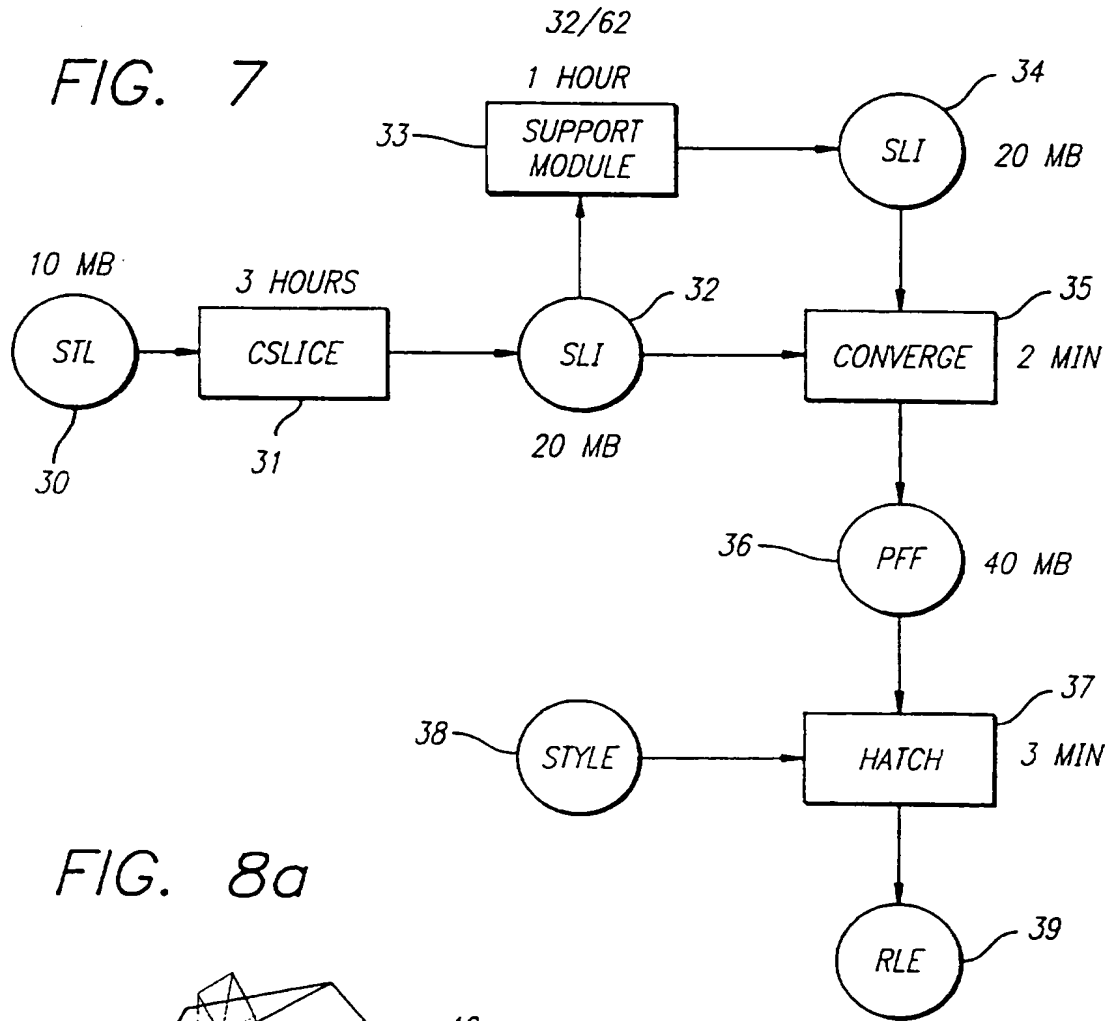 32/62
FIG. 7
1 HOUR
33
SUPPORT
MODULE
34
SLI
20 MB
10 MB
3 HOURS
32
35
STL
CSLICE
SLI
CONVERGE
2 MIN
30
31
20 MB
36
PFF
40 MB
37
38
STYLE
HATCH
3 MIN
FIG. 8a
39
RLE